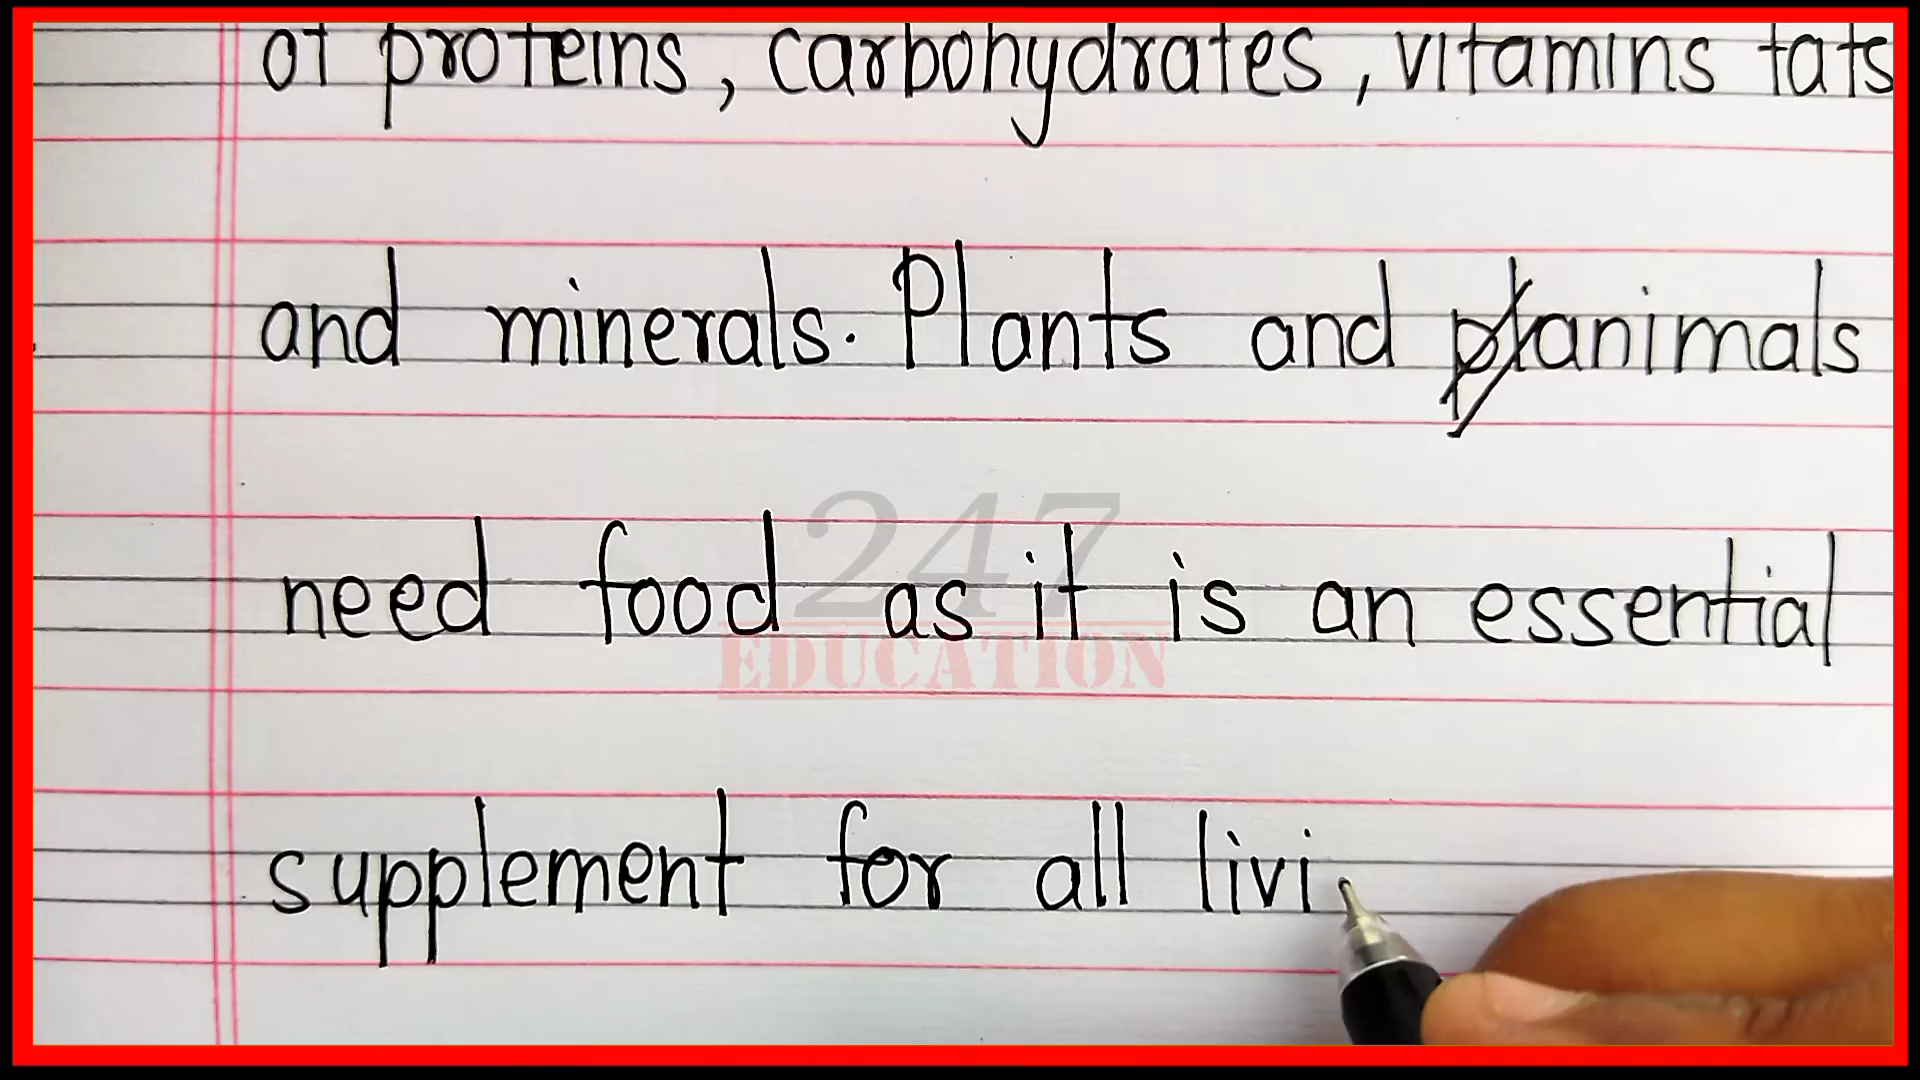 of proteins, carbohydrates, vitamins fats
and minerals. Plants and animals
need food as it is an essential
247
EDUCATION
supplement for all livi